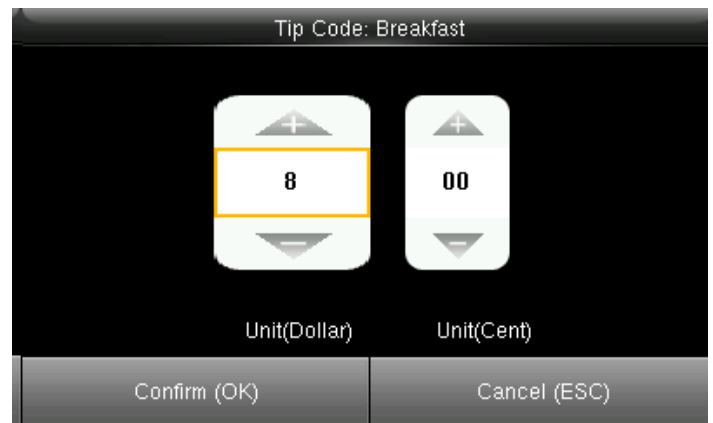 Tip Code: Breakfast
+ +
8 00
- -
Unit(Dollar) Unit(Cent)
Confirm (OK) Cancel (ESC)